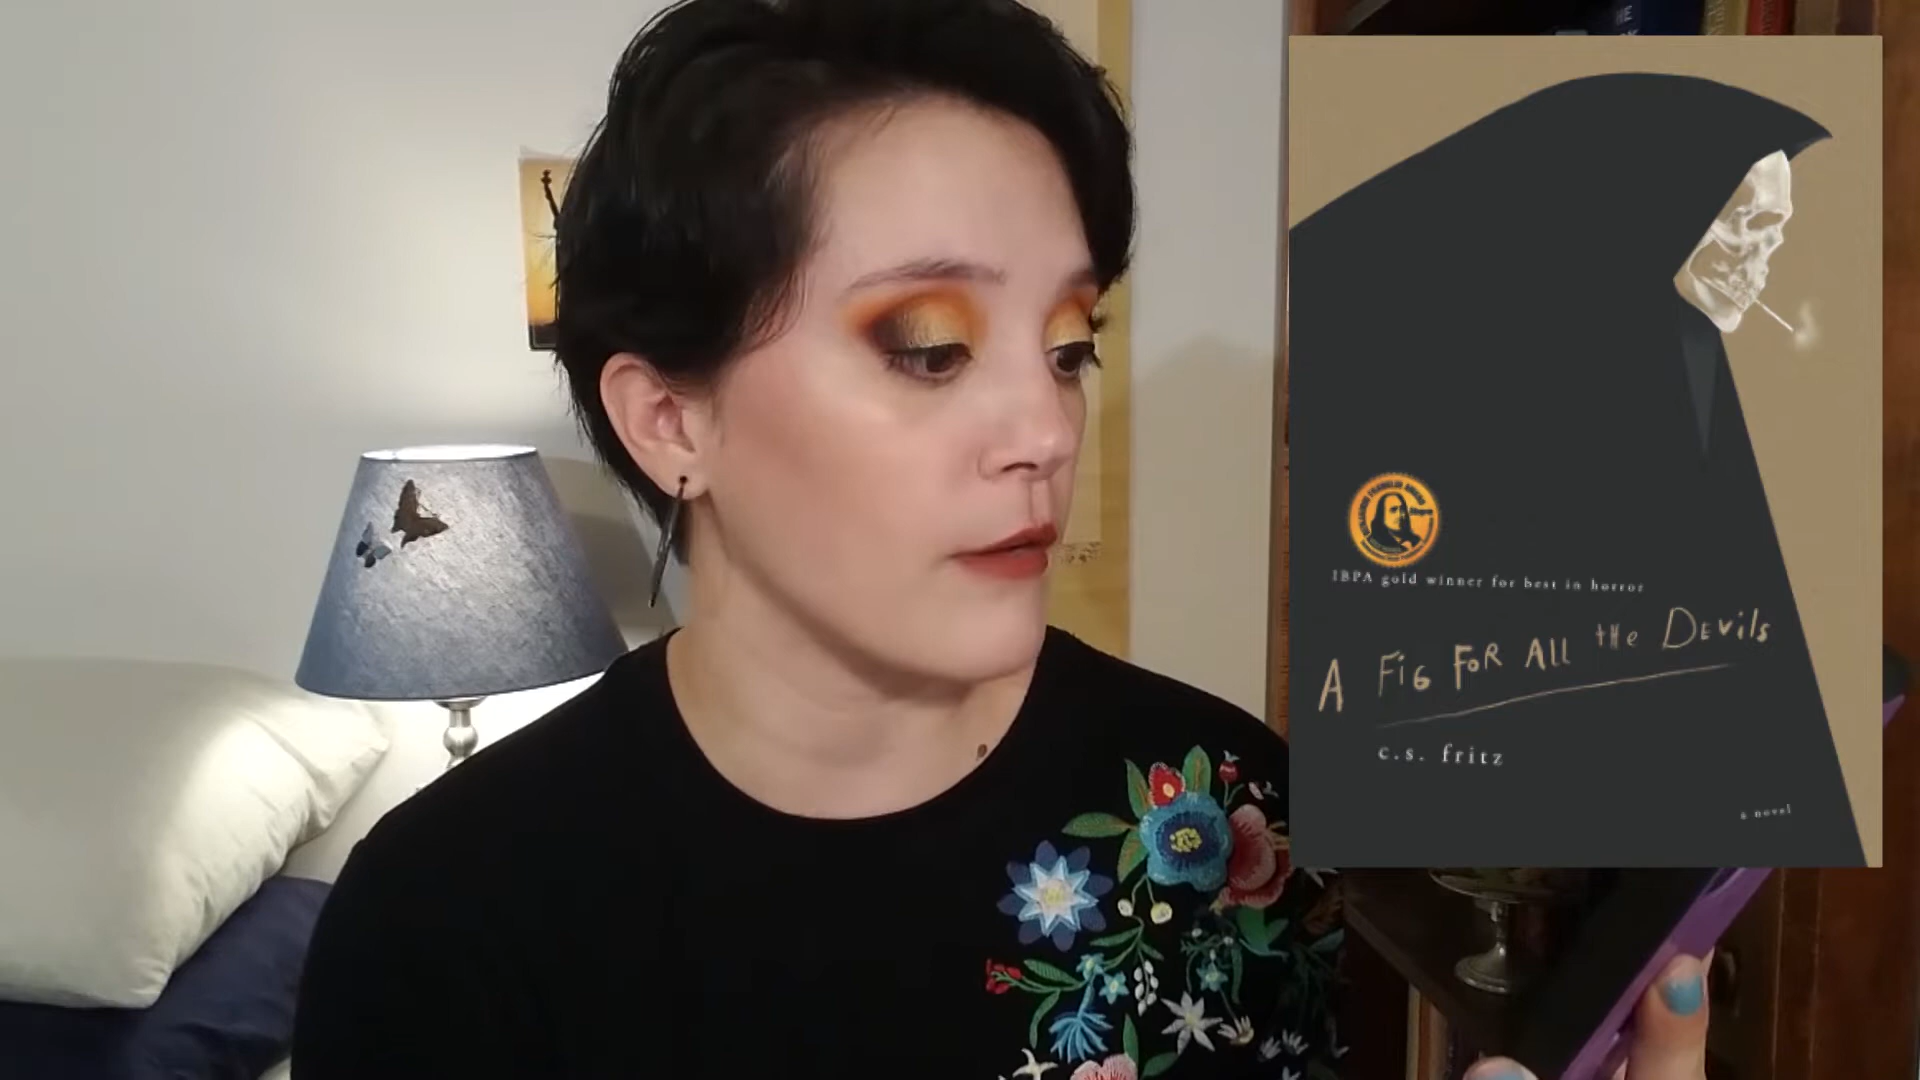 IBPA gold winner for best in horror
A FiG FoR ALL tHe DEvils
c.s. fritz
a novel